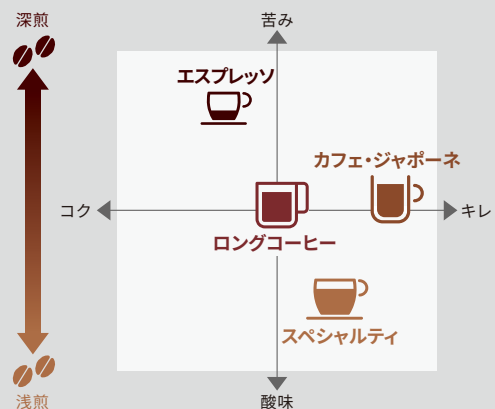 深煎
苦み
エスプレッソ
カフェ・ジャポーネ
コク
キレ
ロングコーヒー
スペシャルティ
浅煎
酸味